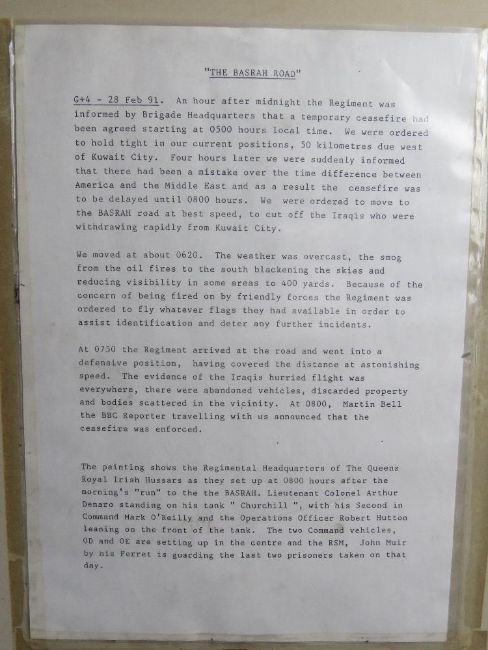 "THE BASRAH ROAD"
G+4 - 28 Feb 91. An hour after midnight the Regiment was
informed by Brigade Headquarters that a temporary ceasefire had
been agreed starting at 0500 hours local time. We were ordered
to hold tight in our current positions, 50 kilometres due west
of Kuwait City. Four hours later we were suddenly informed
that there had been a mistake over the time difference between
America and the Middle East and as a result the ceasefire was
to be delayed until 0800 hours. We were ordered to move to
the BASRAH road at best speed, to cut off the Iraqis who were
withdrawing rapidly from Kuwait City.
We moved at about 0620. The weather was overcast, the smog
from the oil fires to the south blackening the skies and
reducing visibility in some areas to 400 yards. Because of the
concern of being fired on by friendly forces the Regiment was
ordered to fly whatever flags they had available in order to
assist identification and deter any further incidents.
At 0750 the Regiment arrived at the road and went into a
defensive position, having covered the distance at astonishing
speed. The evidence of the Iraqis hurried flight was
everywhere, there were abandoned vehicles, discarded property
and bodies scattered in the vicinity. At 0800, Martin Bell
the BBC Reporter travelling with us announced that the
ceasefire was enforced.
The painting shows the Regimental Headquarters of The Queens
Royal Irish Hussars as they set up at 0800 hours after the
morning's "run" to the the BASRAH. Lieutenant Colonel Arthur
Denaro standing on his tank " Churchill ", with his Second in
Command Mark O'Reilly and the Operations Officer Robert Hutton
leaning on the front of the tank. The two Command vehicles,
OD and OE are setting up in the centre and the RSM, John Muir
by his Ferret is guarding the last two prisoners taken on that
day.